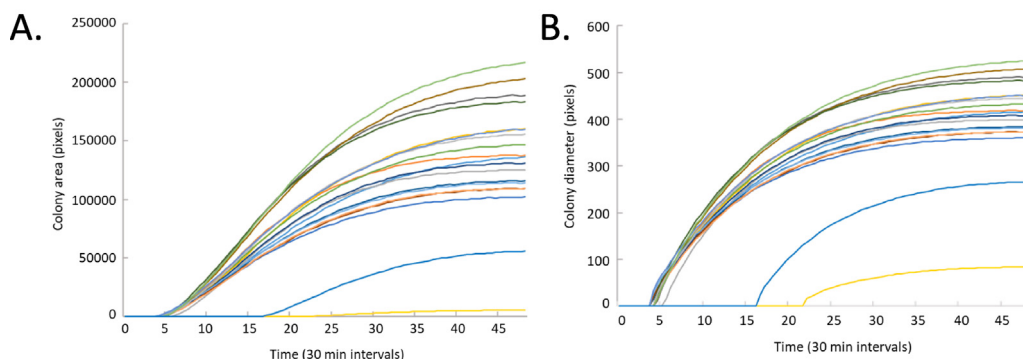 A.
250000
200000
150000
100000
50000
0
Colony area (pixels)
0 5 10 15 20 25 30 35 40 45
Time (30 min intervals)
B.
600
500
400
300
200
100
0
Colony diameter (pixels)
0 5 10 15 20 25 30 35 40 45
Time (30 min intervals)